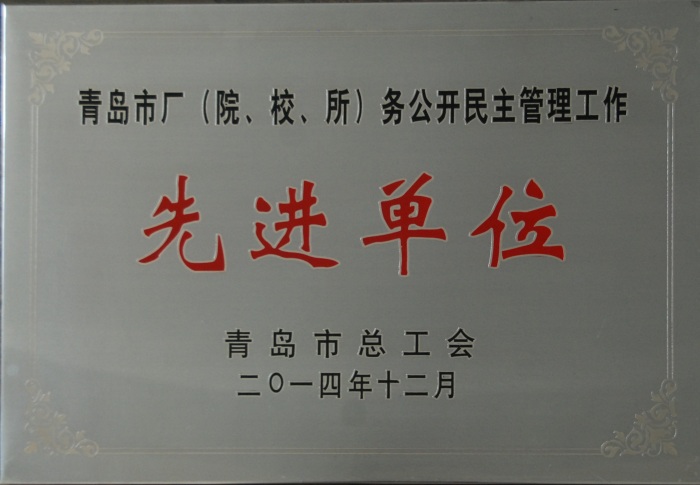 青岛市厂（院、校、所）务公开民主管理工作
先进单位
青岛市总工会
二〇一四年十二月